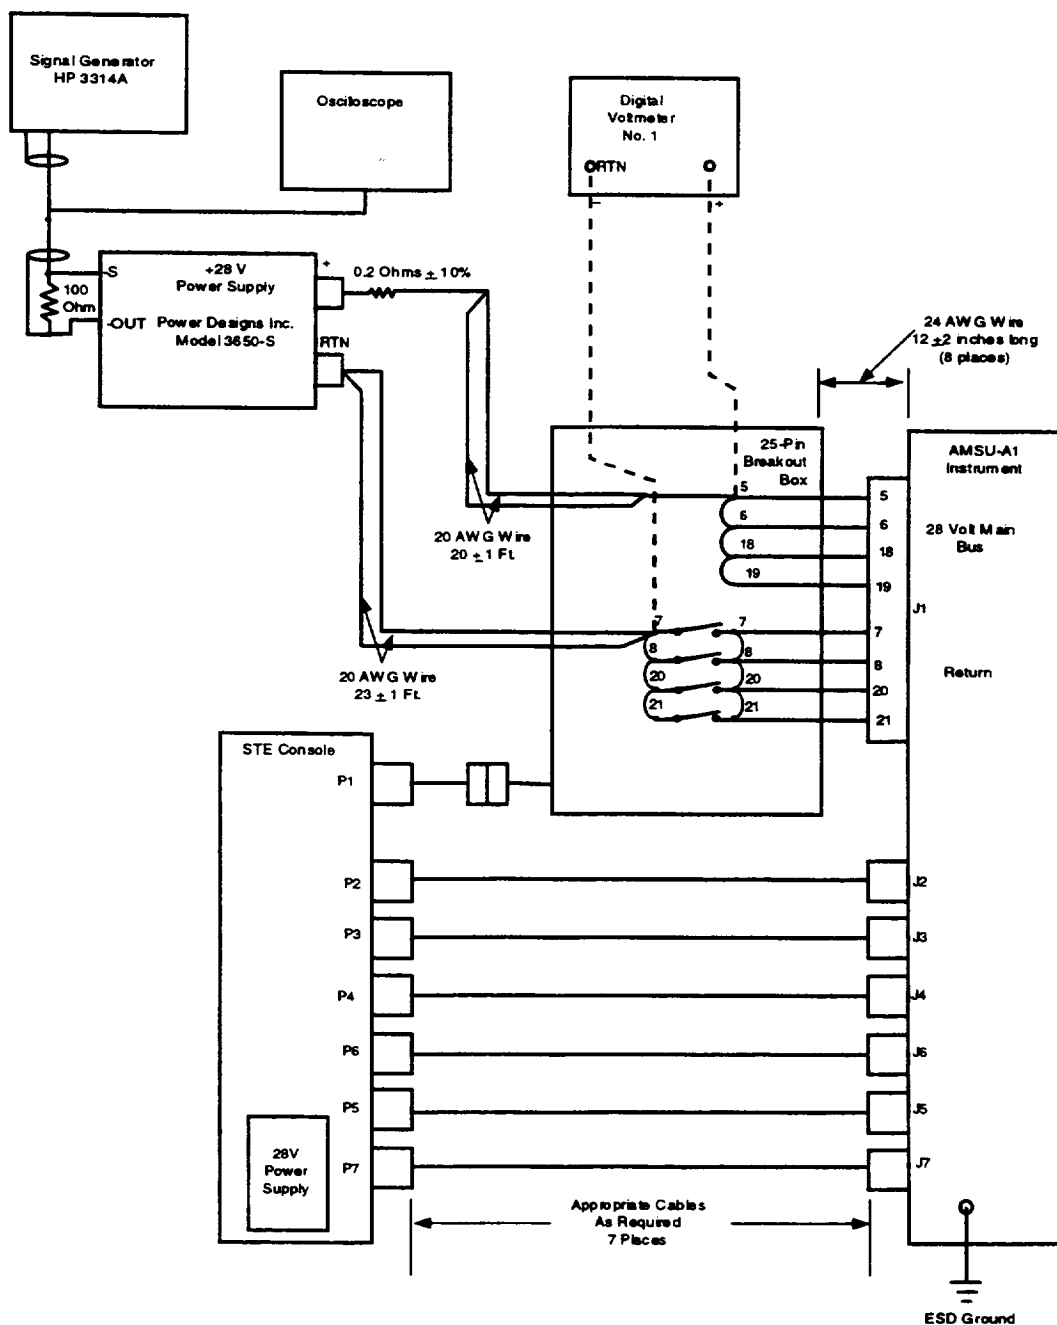 Signal Generator
HP 3314A
Oscilloscope
Digital
Voltmeter
No. 1
RTN
-
+
-S
100
Ohm
-OUT
+28 V
Power Supply
Power Designs Inc.
Model 3650-S
+
RTN
0.2 Ohms ± 10%
24 AWG Wire
12 ±2 inches long
(8 places)
25-Pin
Breakout
Box
AMSU-A1
Instrument
28 Volt Main
Bus
J1
Return
5
6
18
19
5
6
18
19
7
8
20
21
7
8
20
21
7
8
20
21
20 AWG Wire
20 ± 1 Ft.
20 AWG Wire
23 ± 1 Ft.
STE Console
P1
P2
P3
P4
P6
P5
P7
J2
J3
J4
J6
J5
J7
28V
Power
Supply
Appropriate Cables
As Required
7 Places
ESD Ground